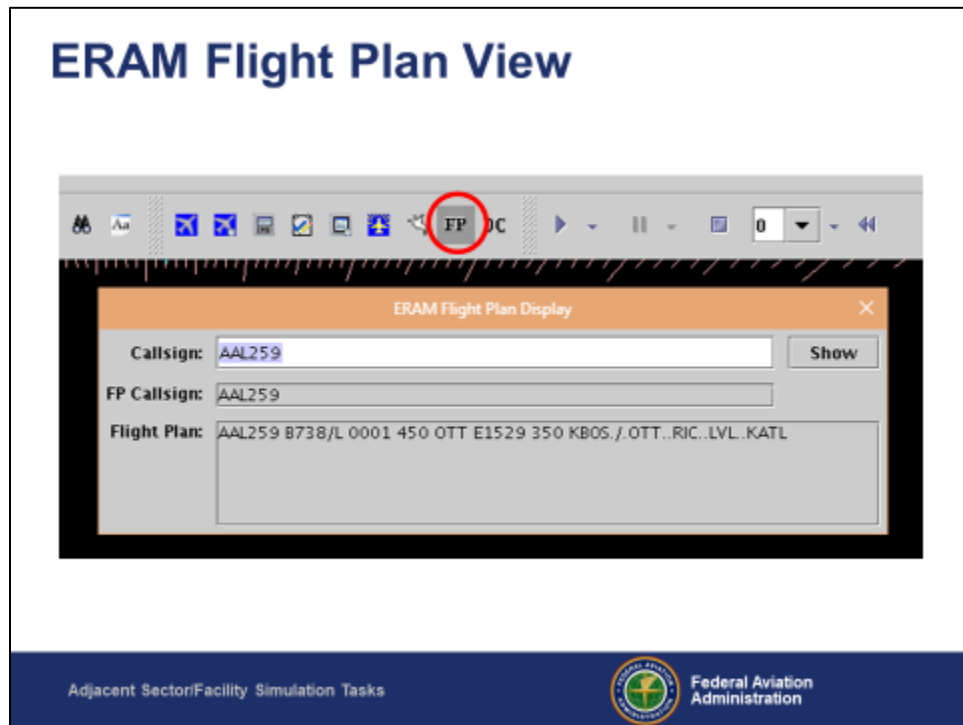 ERAM Flight Plan View
Aa FP DC 0
ERAM Flight Plan Display
Callsign: AAL259 Show
FP Callsign: AAL259
Flight Plan: AAL259 B738/L 0001 450 OTT E1529 350 KBOS./.OTT..RIC..LVL..KATL
Adjacent Sector/Facility Simulation Tasks
Federal Aviation
Administration